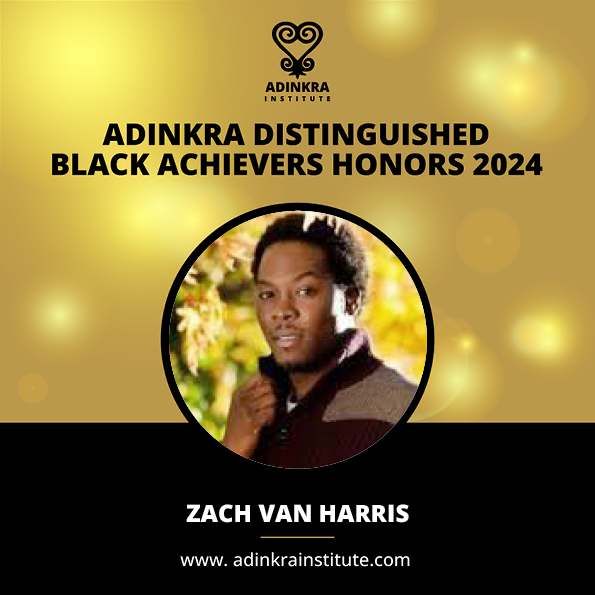 ADINKRA
INSTITUTE
ADINKRA DISTINGUISHED
BLACK ACHIEVERS HONORS 2024
ZACH VAN HARRIS
www. adinkrainstitute.com